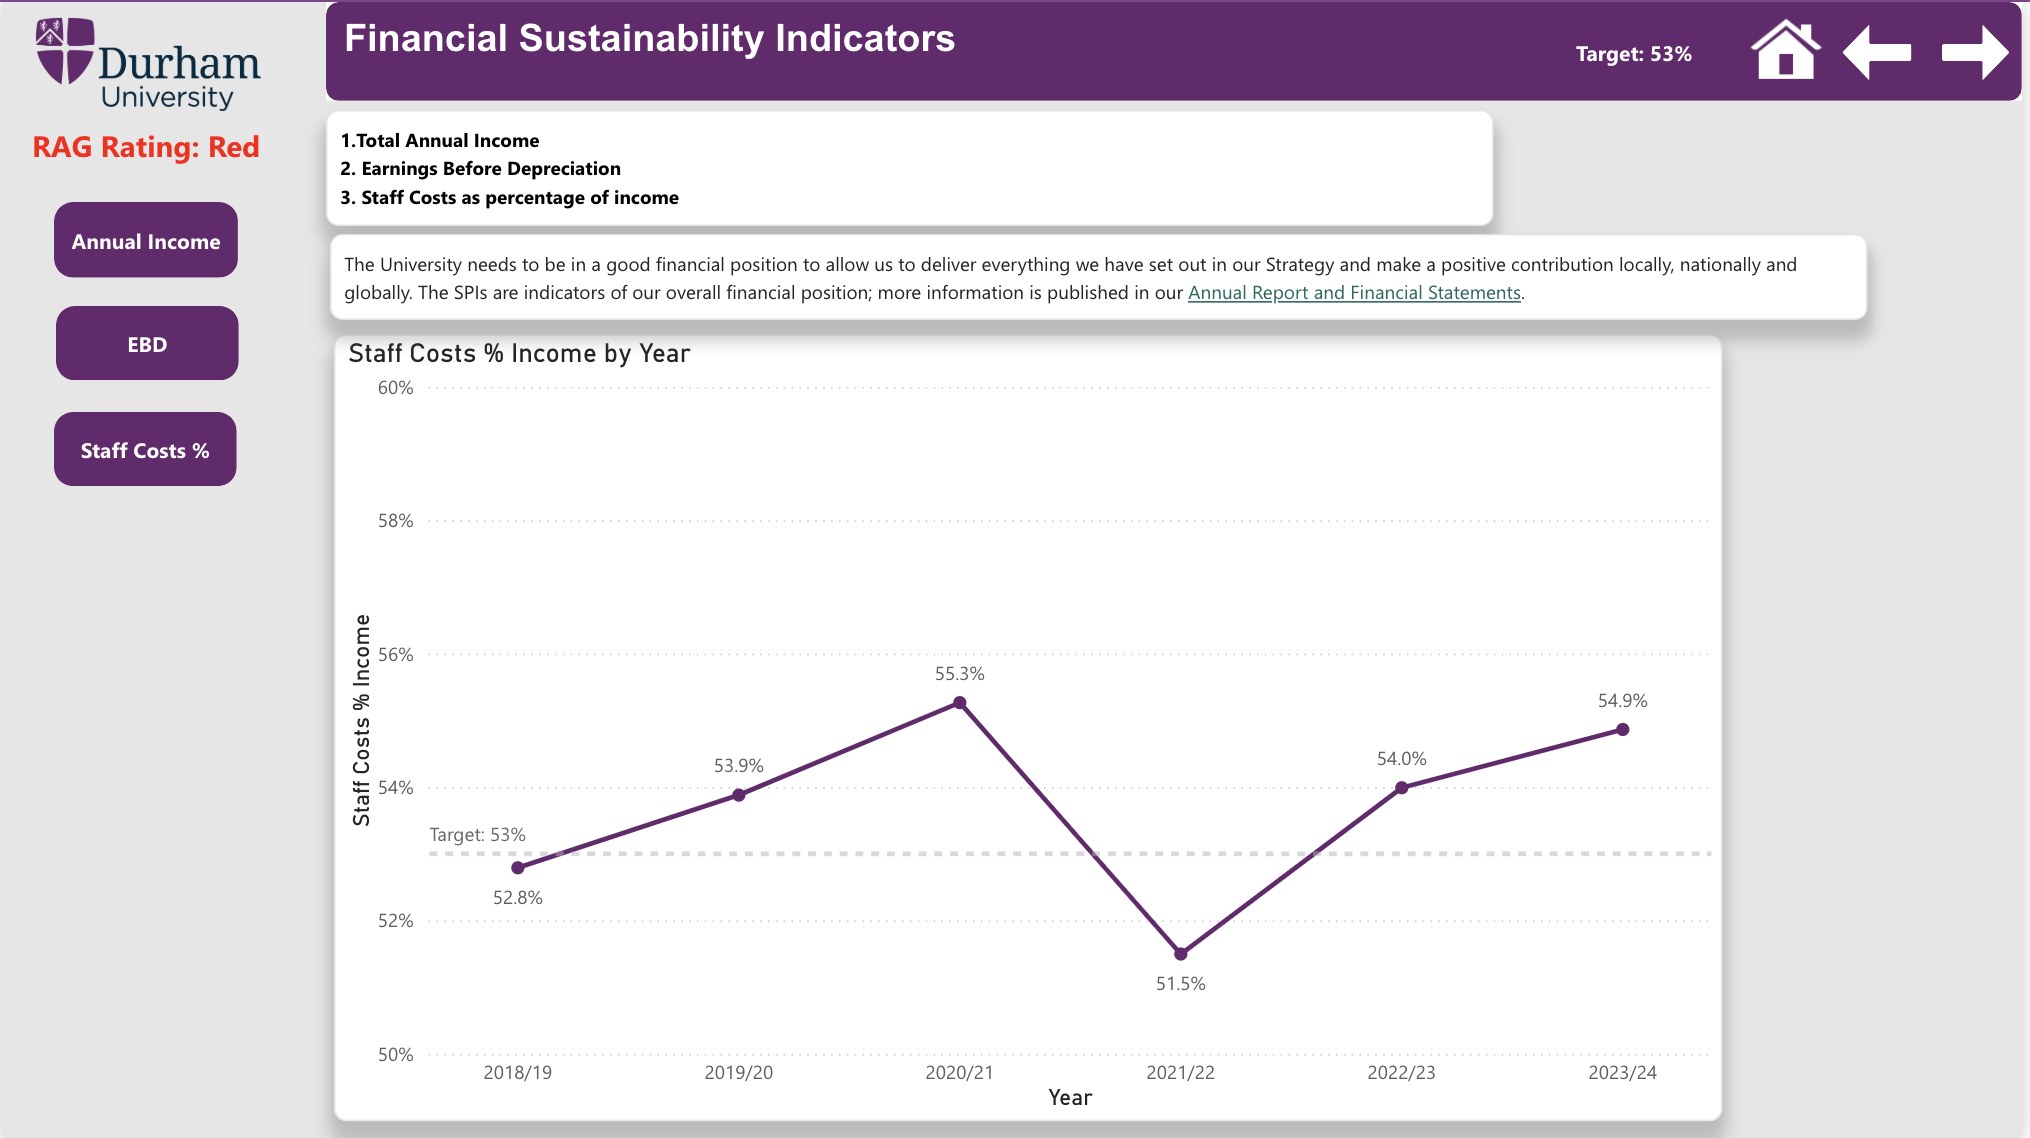 Durham
University
RAG Rating: Red
Annual Income
EBD
Staff Costs %
Financial Sustainability Indicators
Target: 53%
1.Total Annual Income
2. Earnings Before Depreciation
3. Staff Costs as percentage of income
The University needs to be in a good financial position to allow us to deliver everything we have set out in our Strategy and make a positive contribution locally, nationally and
globally. The SPIs are indicators of our overall financial position; more information is published in our Annual Report and Financial Statements.
Staff Costs % Income by Year
Staff Costs % Income
60%
58%
56%
54%
52%
50%
Target: 53%
52.8%
53.9%
55.3%
51.5%
54.0%
54.9%
2018/19
2019/20
2020/21
2021/22
2022/23
2023/24
Year